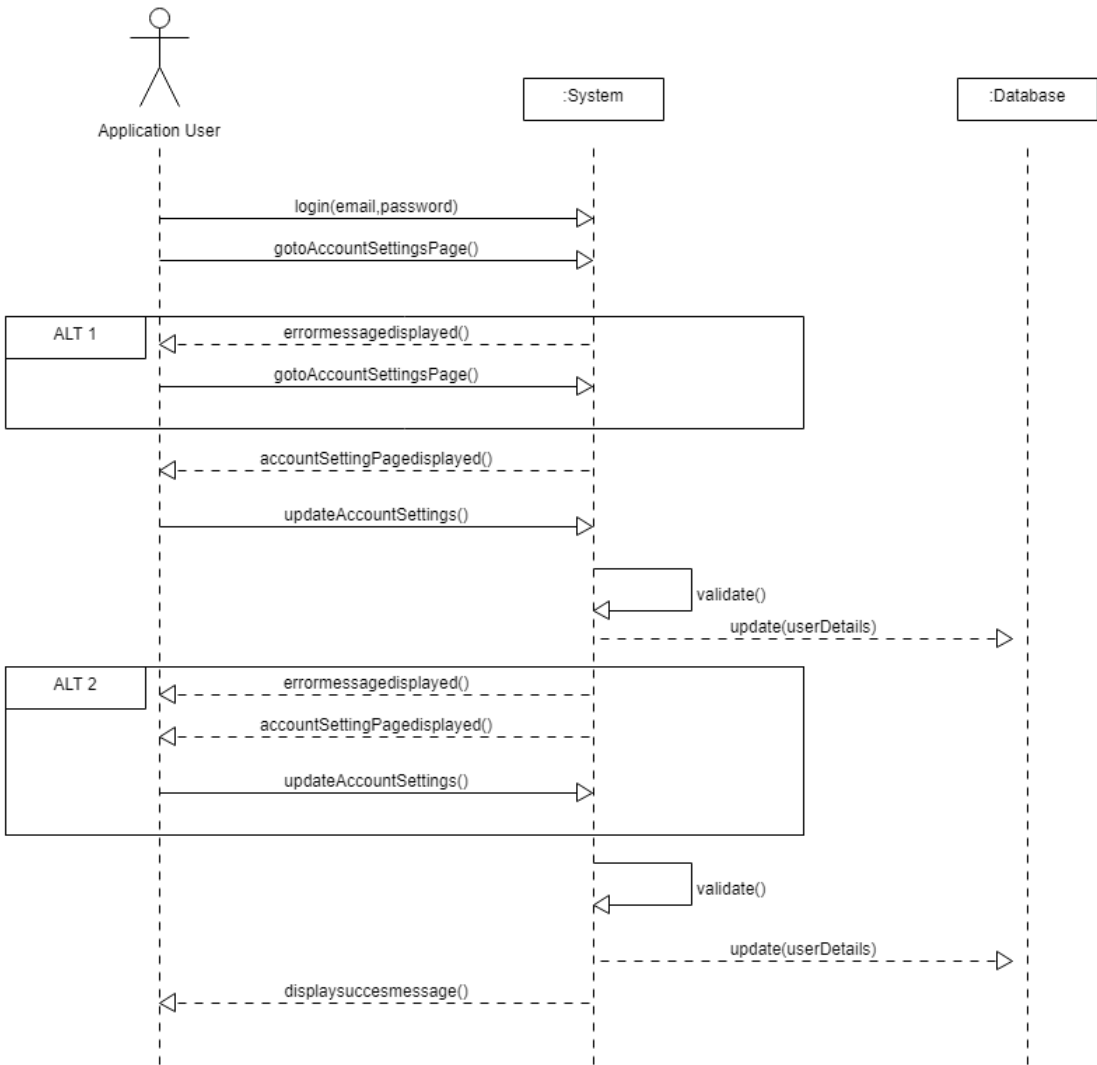 Application User
:System
:Database
login(email,password)
gotoAccountSettingsPage()
ALT 1
errormessagedisplayed()
gotoAccountSettingsPage()
accountSettingPagedisplayed()
updateAccountSettings()
validate()
update(userDetails)
ALT 2
errormessagedisplayed()
accountSettingPagedisplayed()
updateAccountSettings()
validate()
update(userDetails)
displaysuccesmessage()